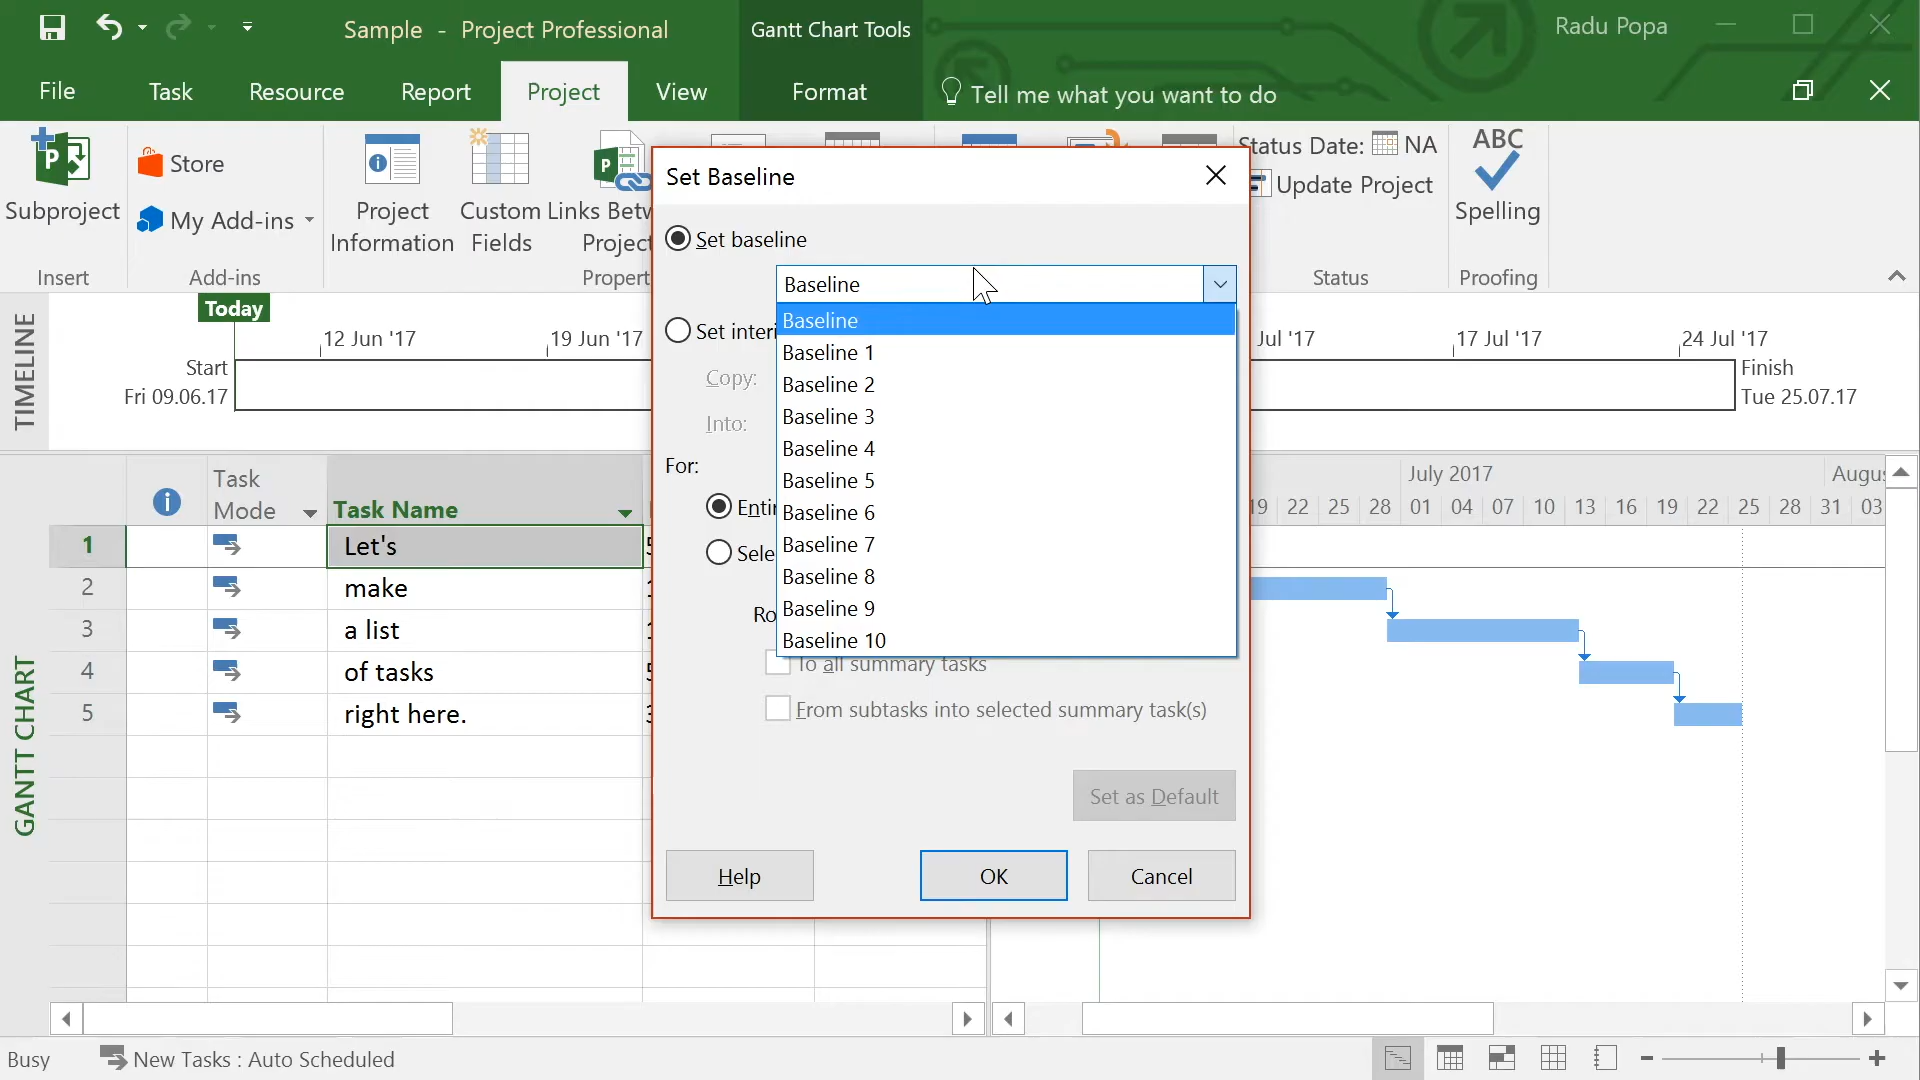 Sample - Project Professional
Gantt Chart Tools
Radu Popa
File
Task
Resource
Report
Project
View
Format
Tell me what you want to do
Subproject
Insert
Store
My Add-ins
Add-ins
Project
Information
Custom
Fields
Links
Project
Status Date: NA
Update Project
Status
ABC
Spelling
Proofing
TIMELINE
Today
12 Jun '17
19 Jun '17
Jul '17
17 Jul '17
24 Jul '17
Start
Fri 09.06.17
Finish
Tue 25.07.17
Set Baseline
Set baseline
Baseline
Baseline
Baseline 1
Baseline 2
Baseline 3
Baseline 4
Baseline 5
Baseline 6
Baseline 7
Baseline 8
Baseline 9
Baseline 10
Set
Copy:
Into:
For:
To all summary tasks
From subtasks into selected summary task(s)
Set as Default
Help
OK
Cancel
GANTT CHART
Task
Mode
Task Name
1 Let's
2 make
3 a list
4 of tasks
5 right here.
July 2017
19 22 25 28 01 04 07 10 13 16 19 22 25 28 31 03
Busy
New Tasks : Auto Scheduled